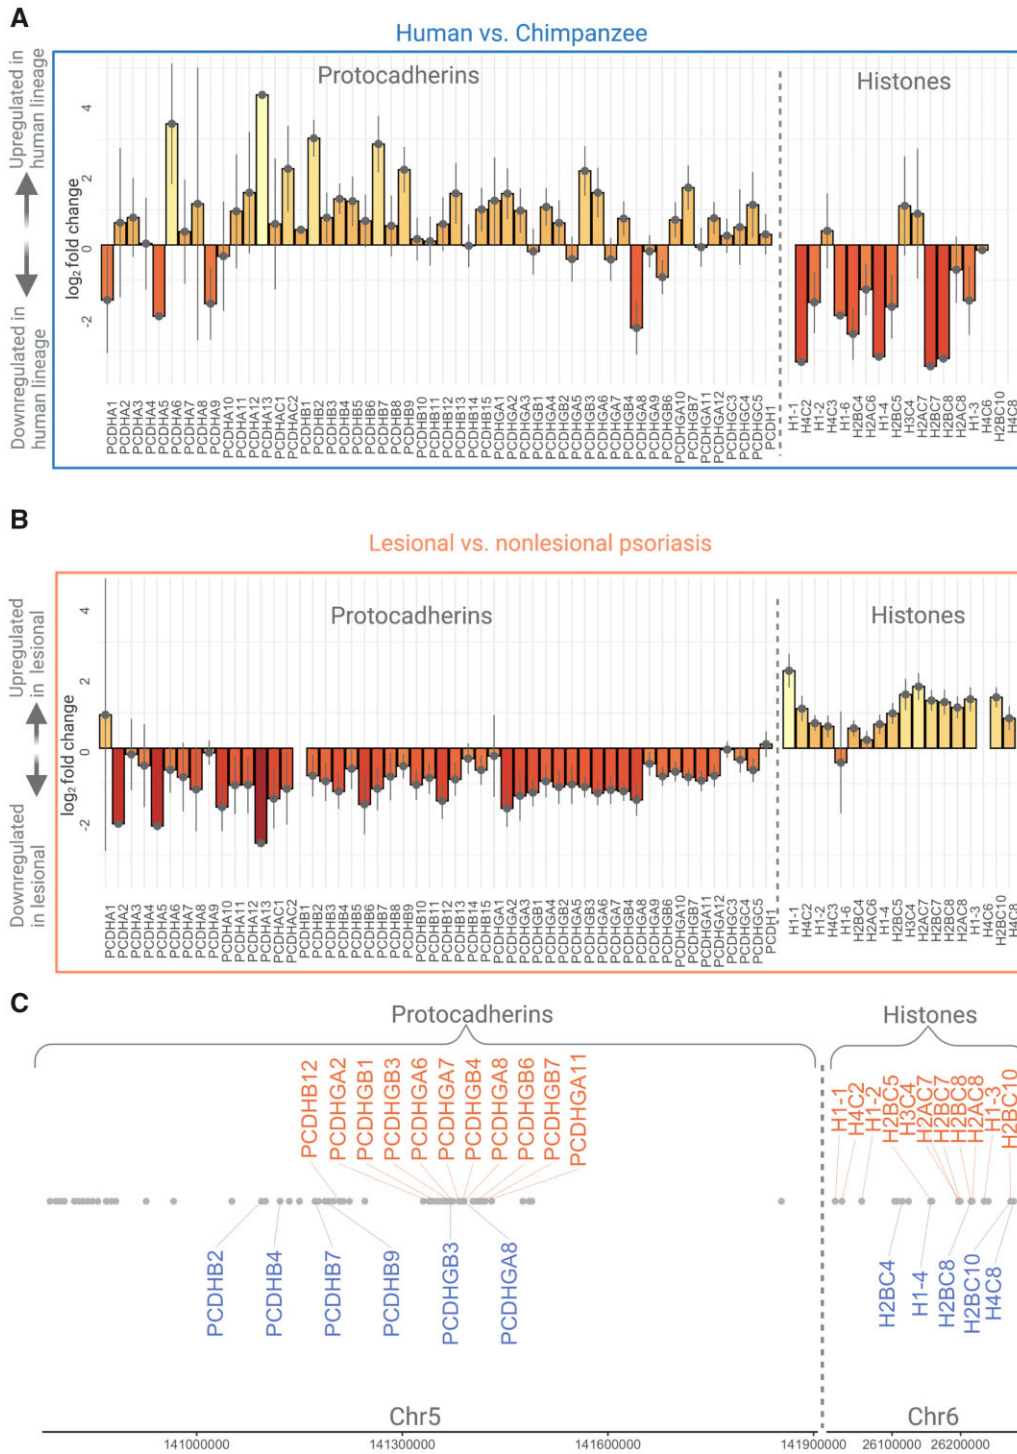 A
Human vs. Chimpanzee
Upregulated in
human lineage
Downregulated in
human lineage
log₂ fold change
4
2
0
-2
Protocadherins
Histones
PCDHA1
PCDHA2
PCDHA3
PCDHA4
PCDHA5
PCDHA6
PCDHA7
PCDHA8
PCDHA9
PCDHA10
PCDHA11
PCDHA12
PCDHA13
PCDHAC1
PCDHAC2
PCDHB1
PCDHB2
PCDHB3
PCDHB4
PCDHB5
PCDHB6
PCDHB7
PCDHB8
PCDHB9
PCDHB10
PCDHB11
PCDHB12
PCDHB13
PCDHB14
PCDHB15
PCDHGA1
PCDHGA2
PCDHGA3
PCDHGB1
PCDHGA4
PCDHGB2
PCDHGA5
PCDHGB3
PCDHGA6
PCDHGA7
PCDHGB4
PCDHGA8
PCDHGA9
PCDHGB6
PCDHGA10
PCDHGB7
PCDHGA11
PCDHGA12
PCDHGC3
PCDHGC4
PCDHGC5
PCDH1
H1-1
H4C2
H1-2
H4C3
H1-6
H2BC4
H2AC6
H1-4
H2BC5
H3C4
H2AC7
H2BC7
H2BC8
H2AC8
H1-3
H4C6
H2BC10
H4C8
B
Lesional vs. nonlesional psoriasis
Upregulated
in lesional
Downregulated
in lesional
log₂ fold change
4
2
0
-2
Protocadherins
Histones
PCDHA1
PCDHA2
PCDHA3
PCDHA4
PCDHA5
PCDHA6
PCDHA7
PCDHA8
PCDHA9
PCDHA10
PCDHA11
PCDHA12
PCDHA13
PCDHAC1
PCDHAC2
PCDHB1
PCDHB2
PCDHB3
PCDHB4
PCDHB5
PCDHB6
PCDHB7
PCDHB8
PCDHB9
PCDHB10
PCDHB11
PCDHB12
PCDHB13
PCDHB14
PCDHB15
PCDHGA1
PCDHGA2
PCDHGA3
PCDHGB1
PCDHGA4
PCDHGB2
PCDHGA5
PCDHGB3
PCDHGA6
PCDHGA7
PCDHGB4
PCDHGA8
PCDHGA9
PCDHGB6
PCDHGA10
PCDHGB7
PCDHGA11
PCDHGA12
PCDHGC3
PCDHGC4
PCDHGC5
PCDH1
H1-1
H4C2
H1-2
H4C3
H1-6
H2BC4
H2AC6
H1-4
H2BC5
H3C4
H2AC7
H2BC7
H2BC8
H2AC8
H1-3
H4C6
H2BC10
H4C8
C
Protocadherins
Histones
PCDHB12
PCDHGA2
PCDHGB1
PCDHGB3
PCDHGA6
PCDHGA7
PCDHGB4
PCDHGA8
PCDHGB6
PCDHGB7
PCDHGA11
H1-1
H4C2
H1-2
H2BC5
H3C4
H2AC7
H2BC7
H2BC8
H2AC8
H1-3
H2BC10
PCDHB2
PCDHB4
PCDHB7
PCDHB9
PCDHGB3
PCDHGA8
H2BC4
H1-4
H2BC8
H2BC10
H4C8
Chr5
Chr6
141000000
141300000
141600000
141900000
26100000
26200000